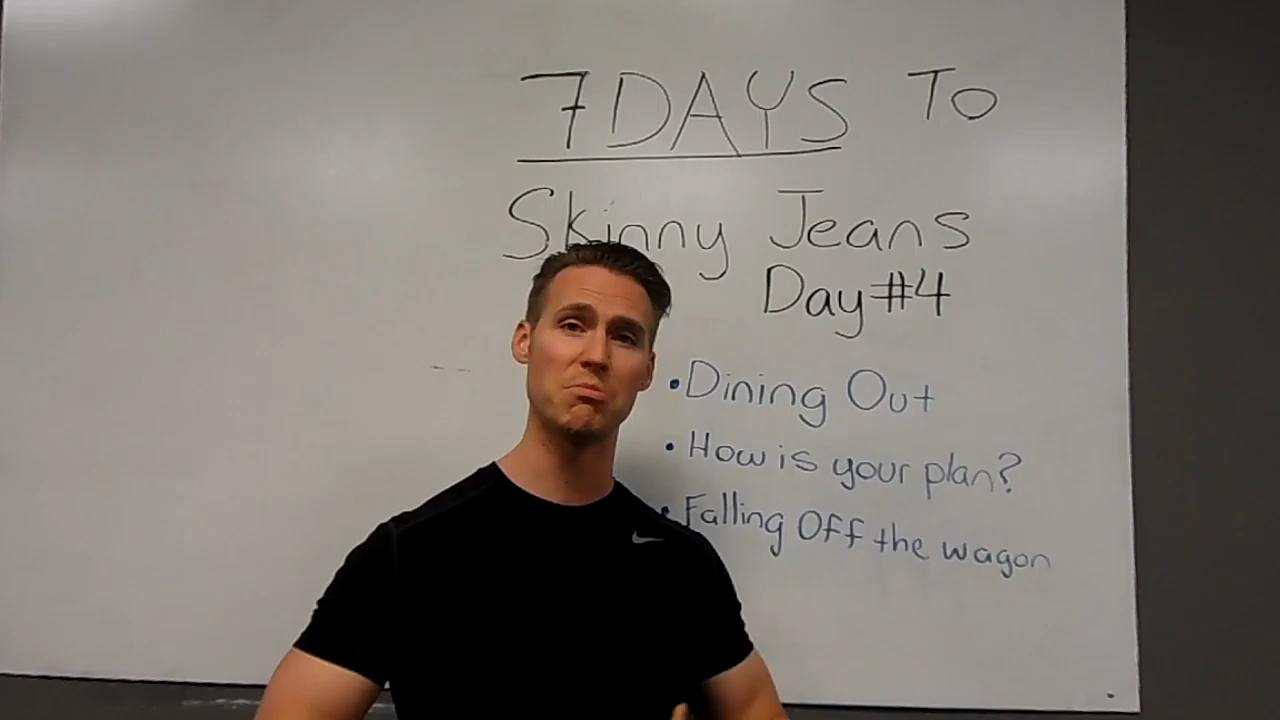 7 DAYS TO
Skinny Jeans
Day #4
• Dining Out
• How is your plan?
• Falling Off the wagon